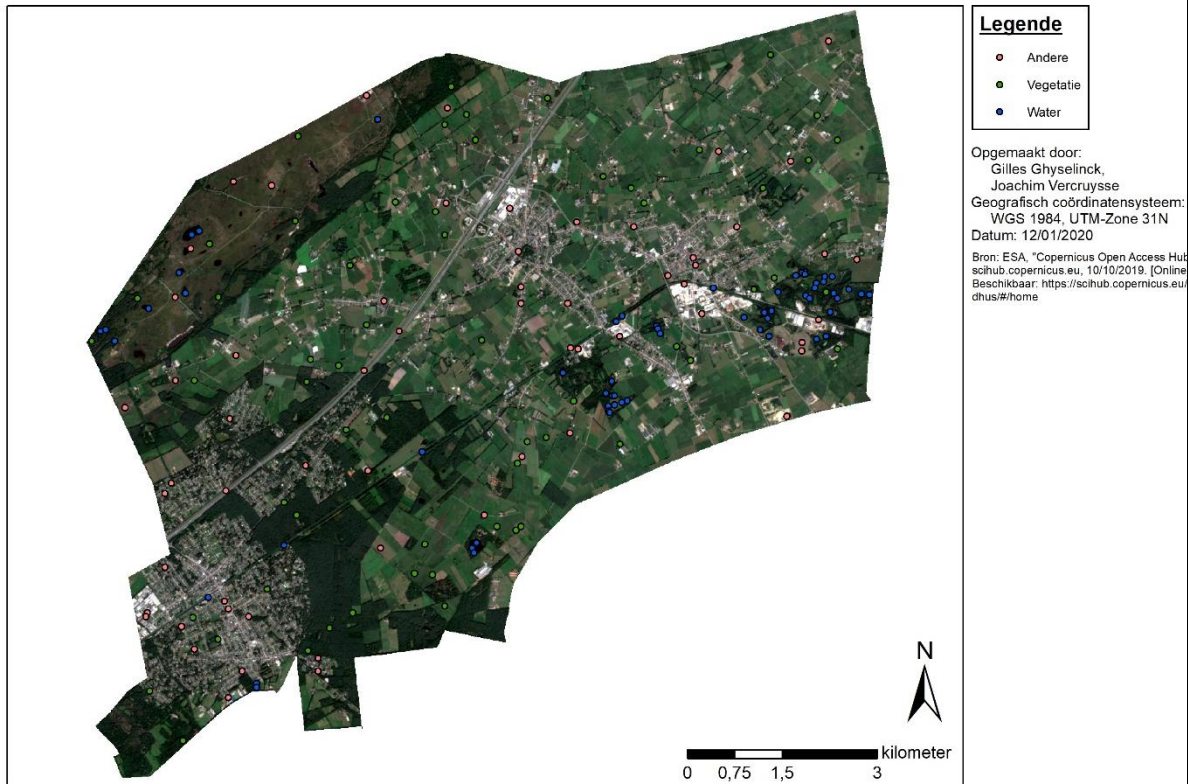 Legende
Andere
Vegetatie
Water
Opgemaakt door:
Gilles Ghyselinck,
Joachim Vercruysse
Geografisch coördinatensysteem:
WGS 1984, UTM-Zone 31N
Datum: 12/01/2020
Bron: ESA, "Copernicus Open Access Hub
scihub.copernicus.eu, 10/10/2019. [Online
Beschikbaar: https://scihub.copernicus.eu/
dhus/#/home
N
kilometer
0 0,75 1,5 3